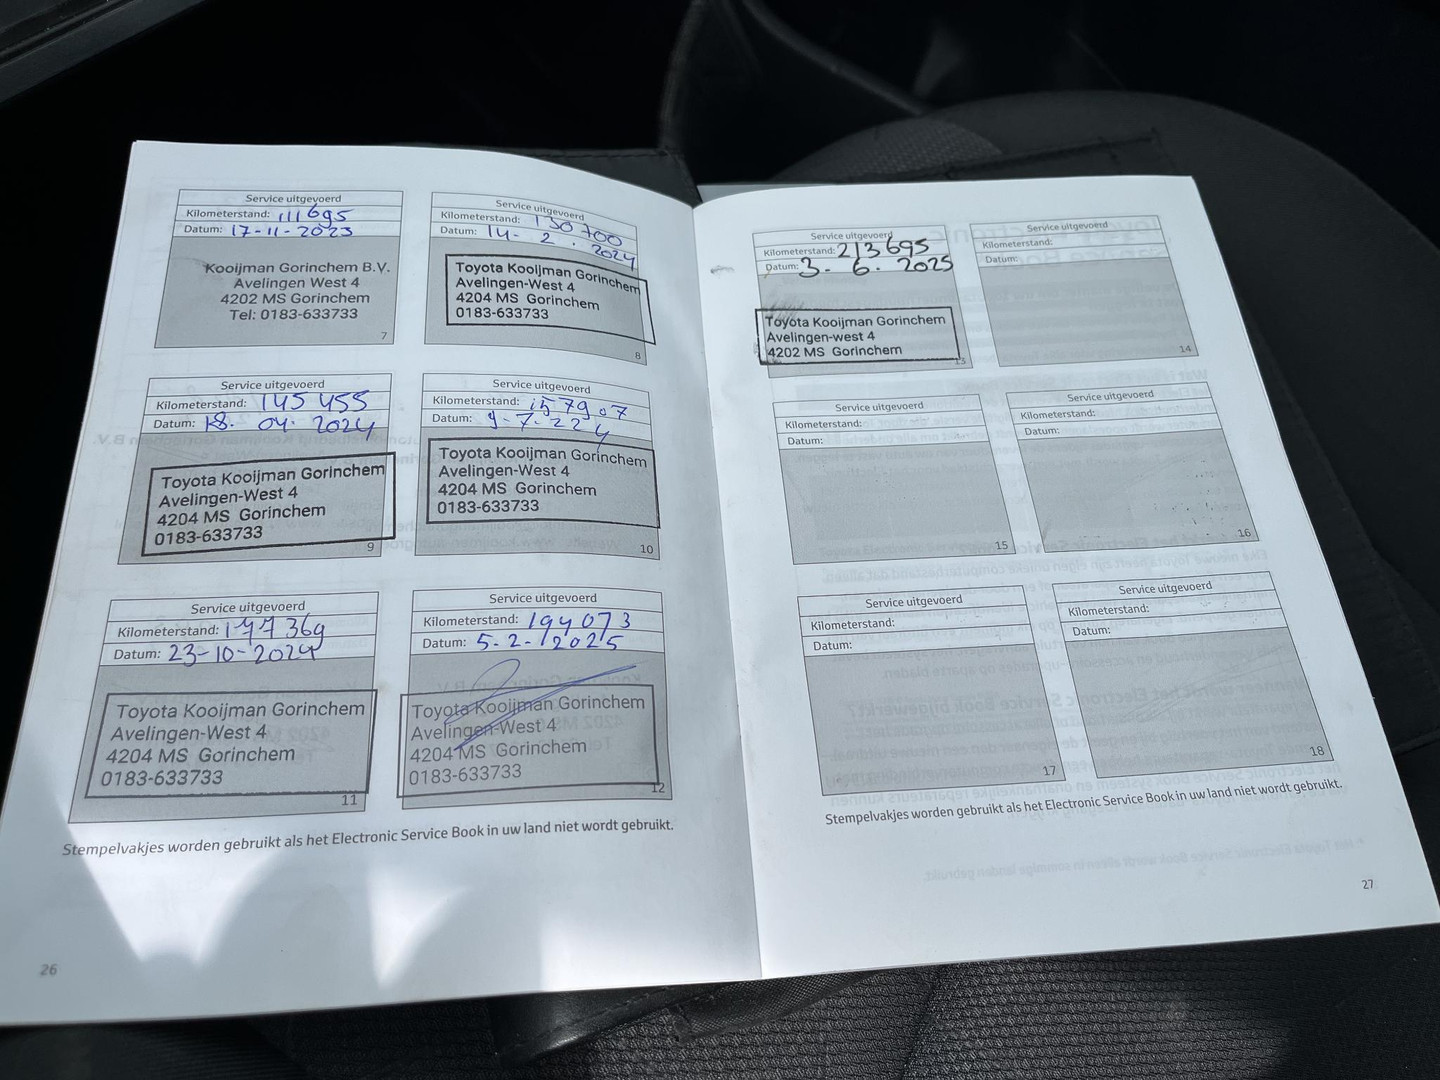 Service uitgevoerd
Kilometerstand: 111695
Datum: 17-11-2023
Kooijman Gorinchem B.V.
Avelingen West 4
4202 MS Gorinchem
Tel: 0183-633733
7
Service uitgevoerd
Kilometerstand: 130700
Datum: 14-2.2024
Toyota Kooijman Gorinchem
Avelingen-West 4
4204 MS Gorinchem
0183-633733
8
Service uitgevoerd
Kilometerstand: 145 455
Datum: 18. 04. 2024
Toyota Kooijman Gorinchem
Avelingen-West 4
4204 MS Gorinchem
0183-633733
9
Service uitgevoerd
Kilometerstand: 157907
Datum: 9-7-224
Toyota Kooijman Gorinchem
Avelingen-West 4
4204 MS Gorinchem
0183-633733
10
Service uitgevoerd
Kilometerstand: 177369
Datum: 23-10-2024
Toyota Kooijman Gorinchem
Avelingen-West 4
4204 MS Gorinchem
0183-633733
11
Service uitgevoerd
Kilometerstand: 194073
Datum: 5-2-2025
Toyota Kooijman Gorinchem
Avelingen-West 4
4204 MS Gorinchem
0183-633733
12
Stempelvakjes worden gebruikt als het Electronic Service Book in uw land niet wordt gebruikt.
26
Service uitgevoerd
Kilometerstand: 213695
Datum: 3. 6. 2025
Toyota Kooijman Gorinchem
Avelingen-west 4
4202 MS Gorinchem
13
Service uitgevoerd
Kilometerstand:
Datum:
14
Service uitgevoerd
Kilometerstand:
Datum:
15
Service uitgevoerd
Kilometerstand:
Datum:
16
Service uitgevoerd
Kilometerstand:
Datum:
17
Service uitgevoerd
Kilometerstand:
Datum:
18
Stempelvakjes worden gebruikt als het Electronic Service Book in uw land niet wordt gebruikt.
27